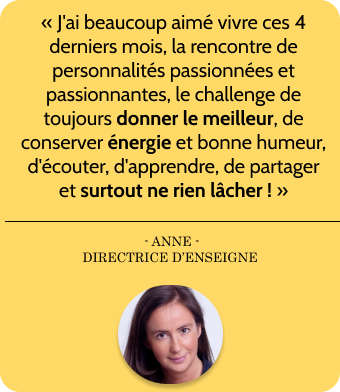 « J'ai beaucoup aimé vivre ces 4
derniers mois, la rencontre de
personnalités passionnées et
passionnantes, le challenge de
toujours donner le meilleur, de
conserver énergie et bonne humeur,
d'écouter, d'apprendre, de partager
et surtout ne rien lâcher ! »
- ANNE -
DIRECTRICE D'ENSEIGNE